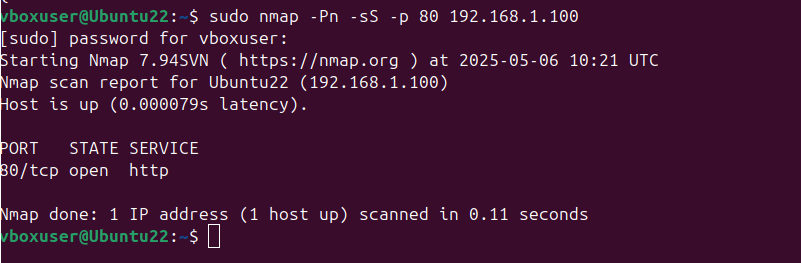 vboxuser@Ubuntu22:~$ sudo nmap -Pn -sS -p 80 192.168.1.100
[sudo] password for vboxuser:
Starting Nmap 7.94SVN ( https://nmap.org ) at 2025-05-06 10:21 UTC
Nmap scan report for Ubuntu22 (192.168.1.100)
Host is up (0.000079s latency).

PORT   STATE SERVICE
80/tcp open  http

Nmap done: 1 IP address (1 host up) scanned in 0.11 seconds
vboxuser@Ubuntu22:~$